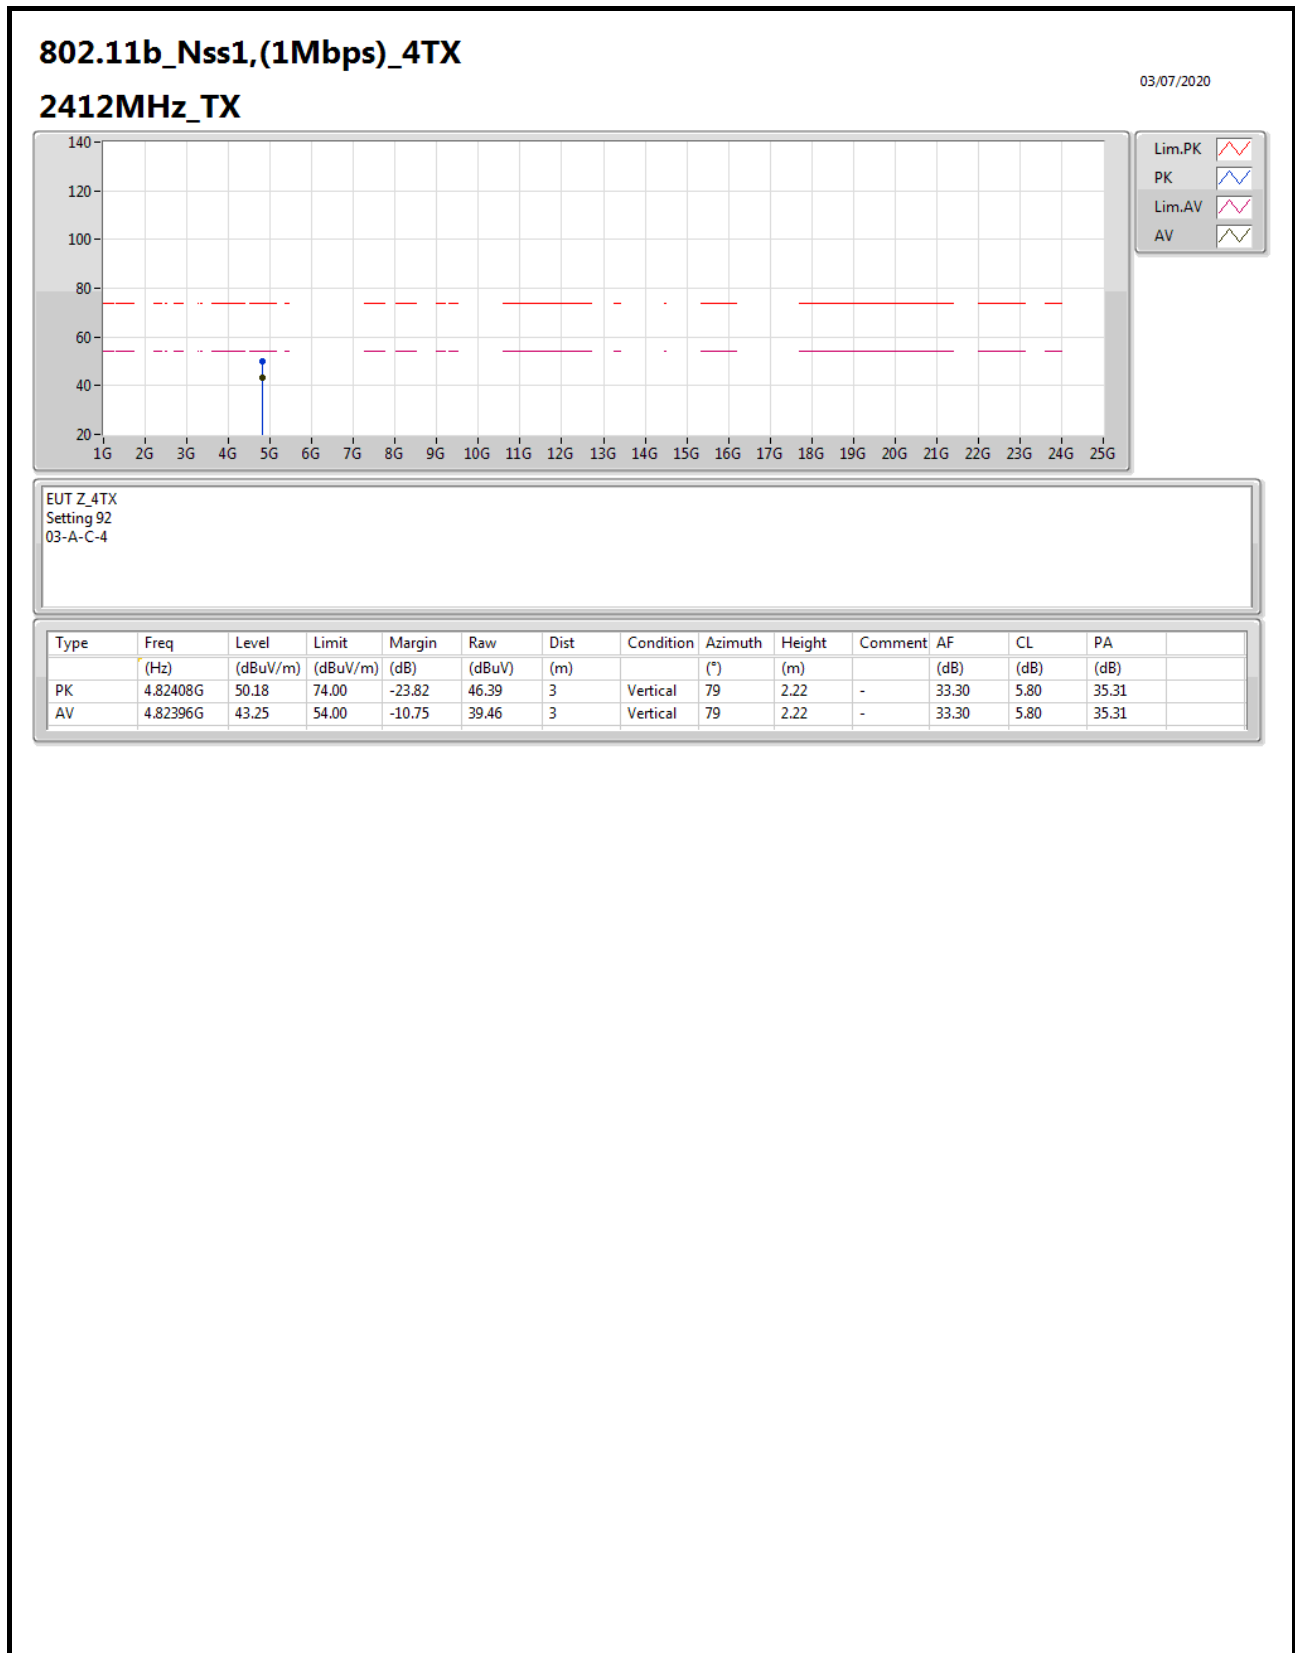 802.11b_Nss1,(1Mbps)_4TX
03/07/2020
2412MHz_TX
140
120
100
80
60
40
20
1G 2G 3G 4G 5G 6G 7G 8G 9G 10G 11G 12G 13G 14G 15G 16G 17G 18G 19G 20G 21G 22G 23G 24G 25G
Lim.PK
PK
Lim.AV
AV
EUT Z_4TX
Setting 92
03-A-C-4
Type Freq Level Limit Margin Raw Dist Condition Azimuth Height Comment AF CL PA
(Hz) (dBuV/m) (dBuV/m) (dB) (dBuV) (m) (°) (m) (dB) (dB) (dB)
PK 4.82408G 50.18 74.00 -23.82 46.39 3 Vertical 79 2.22 - 33.30 5.80 35.31
AV 4.82396G 43.25 54.00 -10.75 39.46 3 Vertical 79 2.22 - 33.30 5.80 35.31